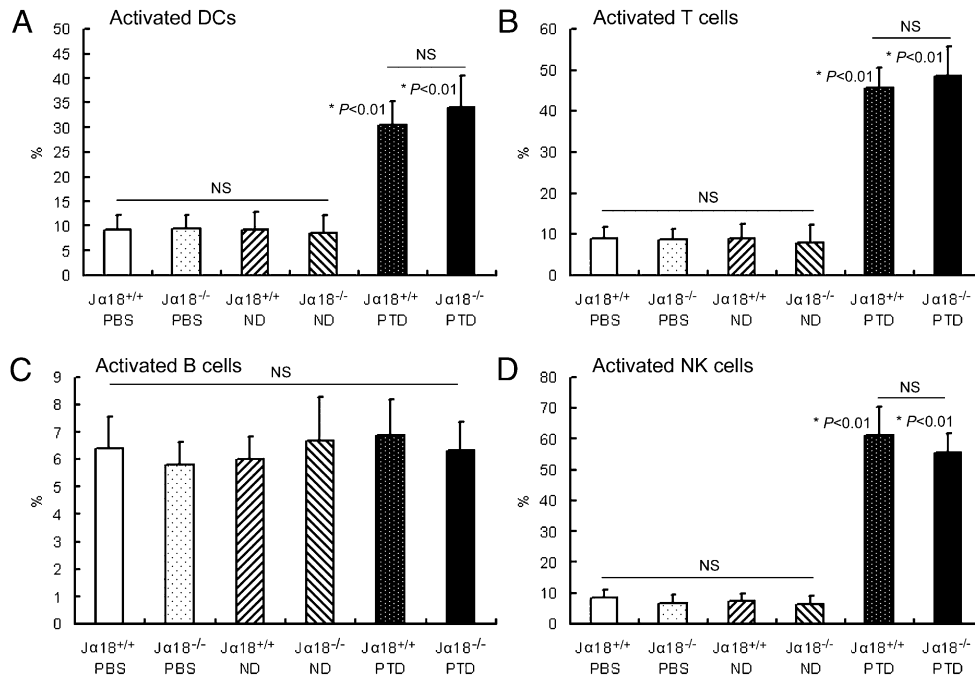 A Activated DCs
50
45
40
35
30
25
20
15
10
5
0
%
NS
* P<0.01
* P<0.01
NS
Jα18+/+ Jα18-/- Jα18+/+ Jα18-/- Jα18+/+ Jα18-/-
PBS PBS ND ND PTD PTD
B Activated T cells
60
50
40
30
20
10
0
%
NS
* P<0.01
* P<0.01
NS
Jα18+/+ Jα18-/- Jα18+/+ Jα18-/- Jα18+/+ Jα18-/-
PBS PBS ND ND PTD PTD
C Activated B cells
9
8
7
6
5
4
3
2
1
0
%
NS
Jα18+/+ Jα18-/- Jα18+/+ Jα18-/- Jα18+/+ Jα18-/-
PBS PBS ND ND PTD PTD
D Activated NK cells
80
70
60
50
40
30
20
10
0
%
NS
* P<0.01 * P<0.01
NS
Jα18+/+ Jα18-/- Jα18+/+ Jα18-/- Jα18+/+ Jα18-/-
PBS PBS ND ND PTD PTD